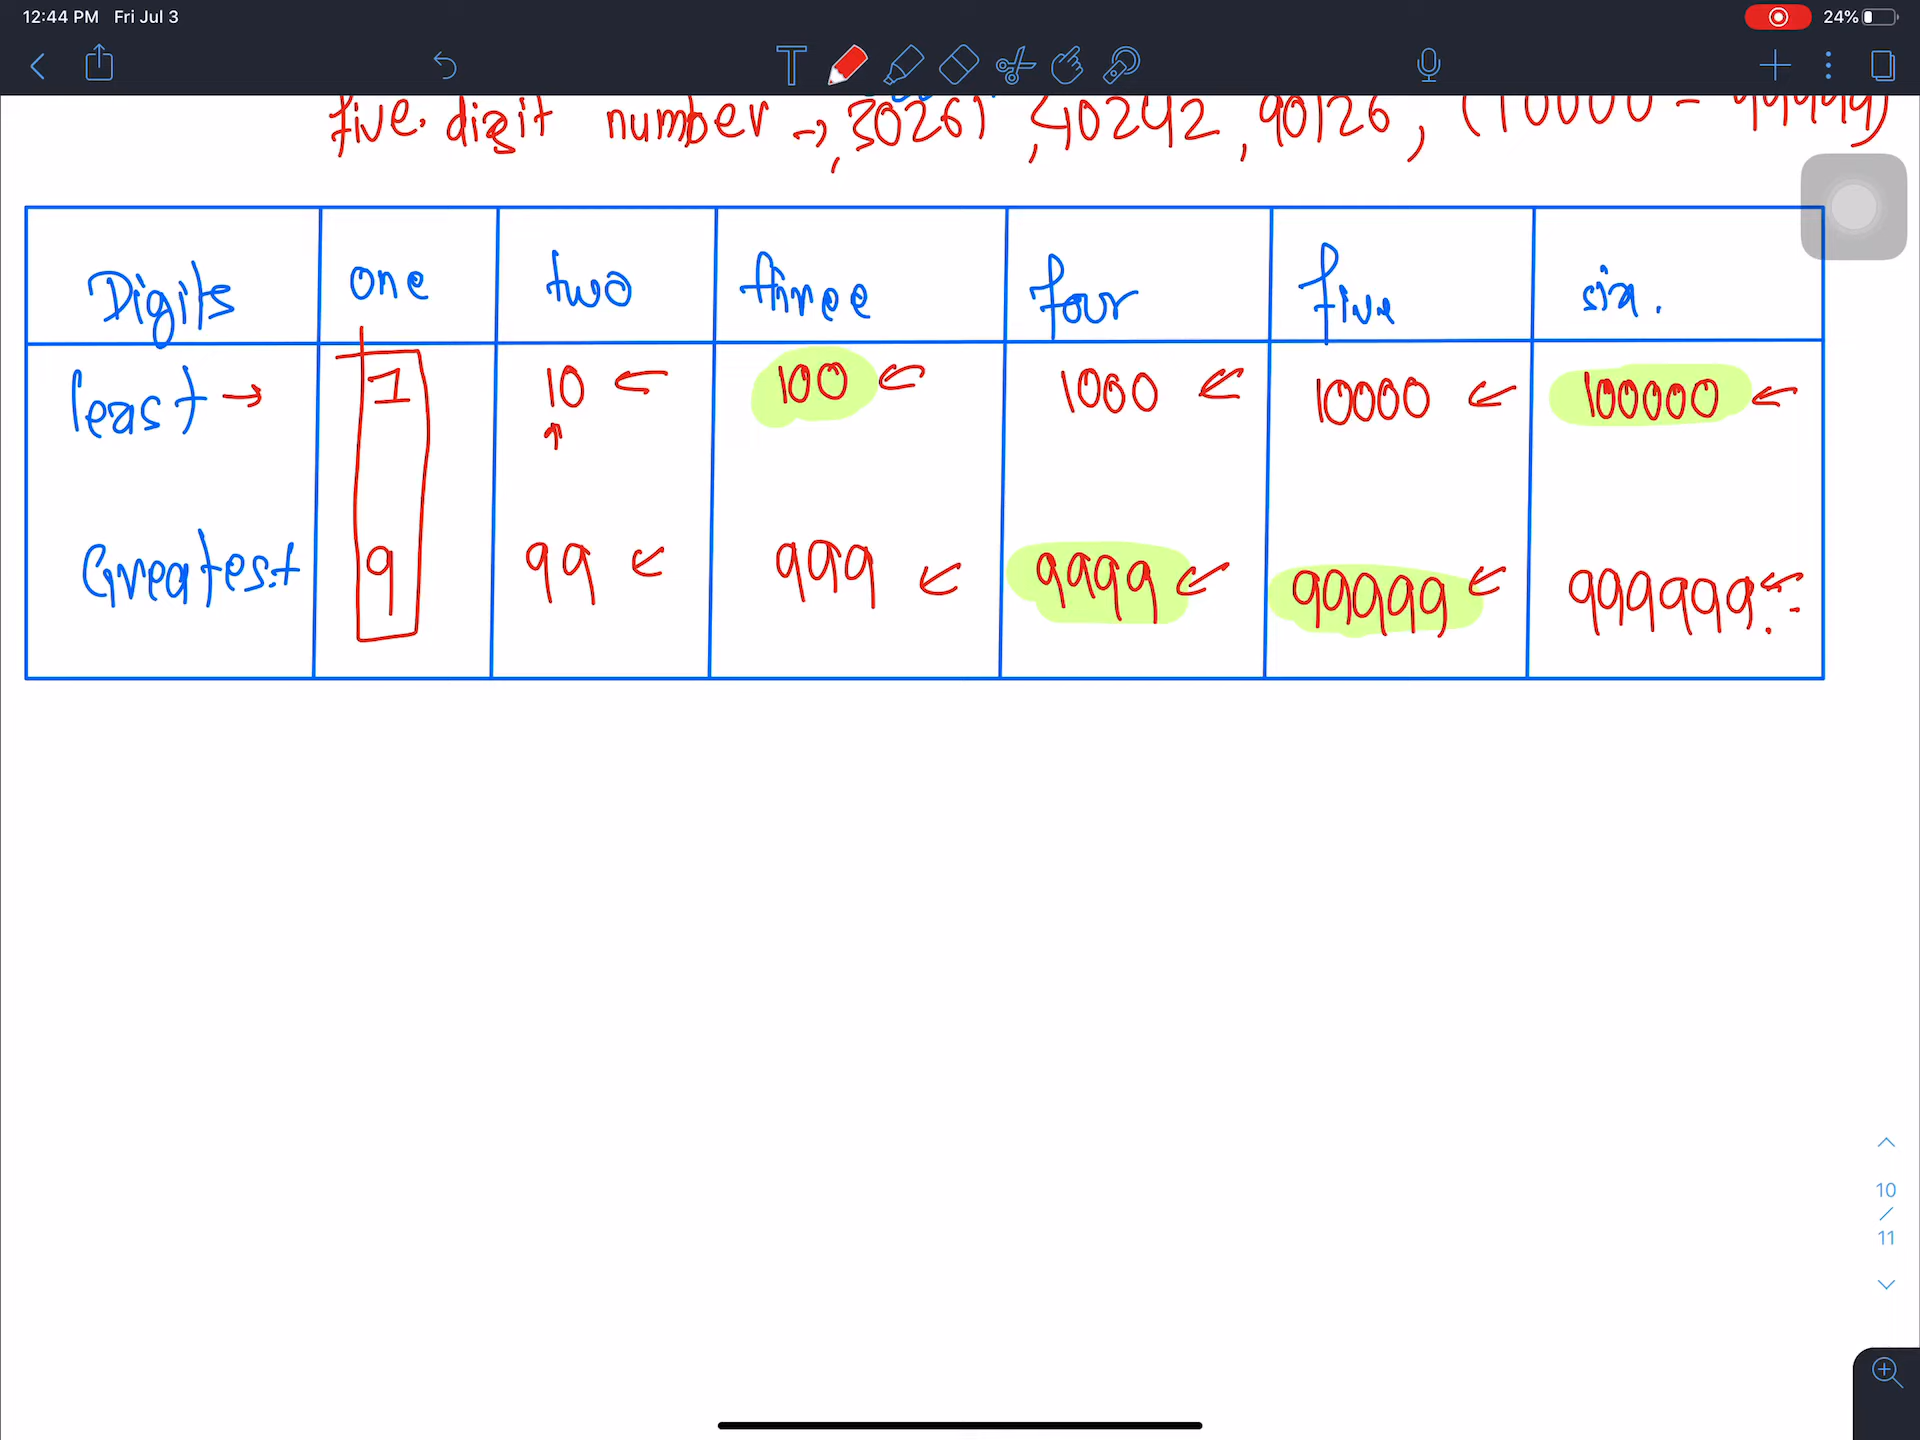 12:44 PM Fri Jul 3 24%
five digit number → 30261, 40242, 90126, (10000 - 99999)
Digits one two three four five six.
least → 1 10 100 1000 10000 100000
Greatest 9 99 999 9999 99999 999999
10
/
11